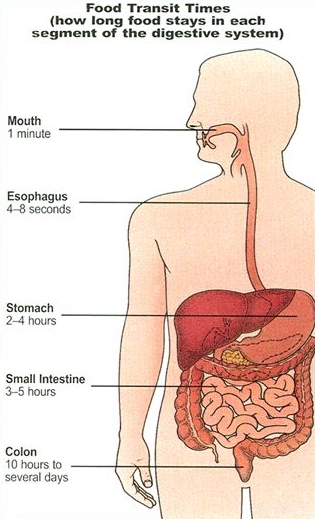 Food Transit Times
(how long food stays in each
segment of the digestive system)
Mouth
1 minute
Esophagus
4–8 seconds
Stomach
2–4 hours
Small Intestine
3–5 hours
Colon
10 hours to
several days